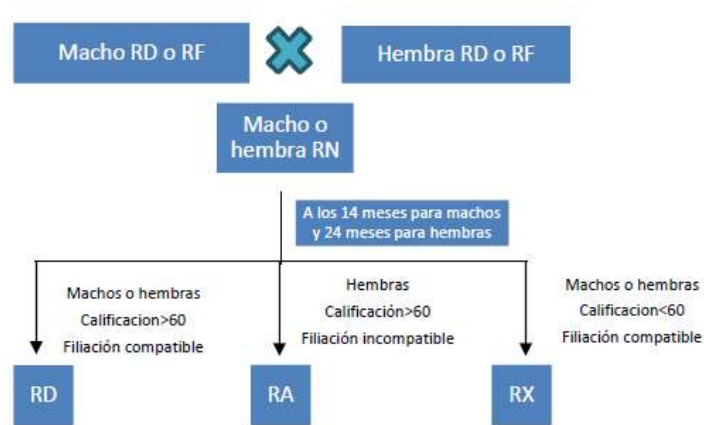 Macho RD o RF
Hembra RD o RF
Macho o
hembra RN
A los 14 meses para machos
y 24 meses para hembras
Machos o hembras
Calificacion>60
Filiación compatible
Hembras
Calificación>60
Filiación incompatible
Machos o hembras
Calificacion<60
Filiación compatible
RD
RA
RX